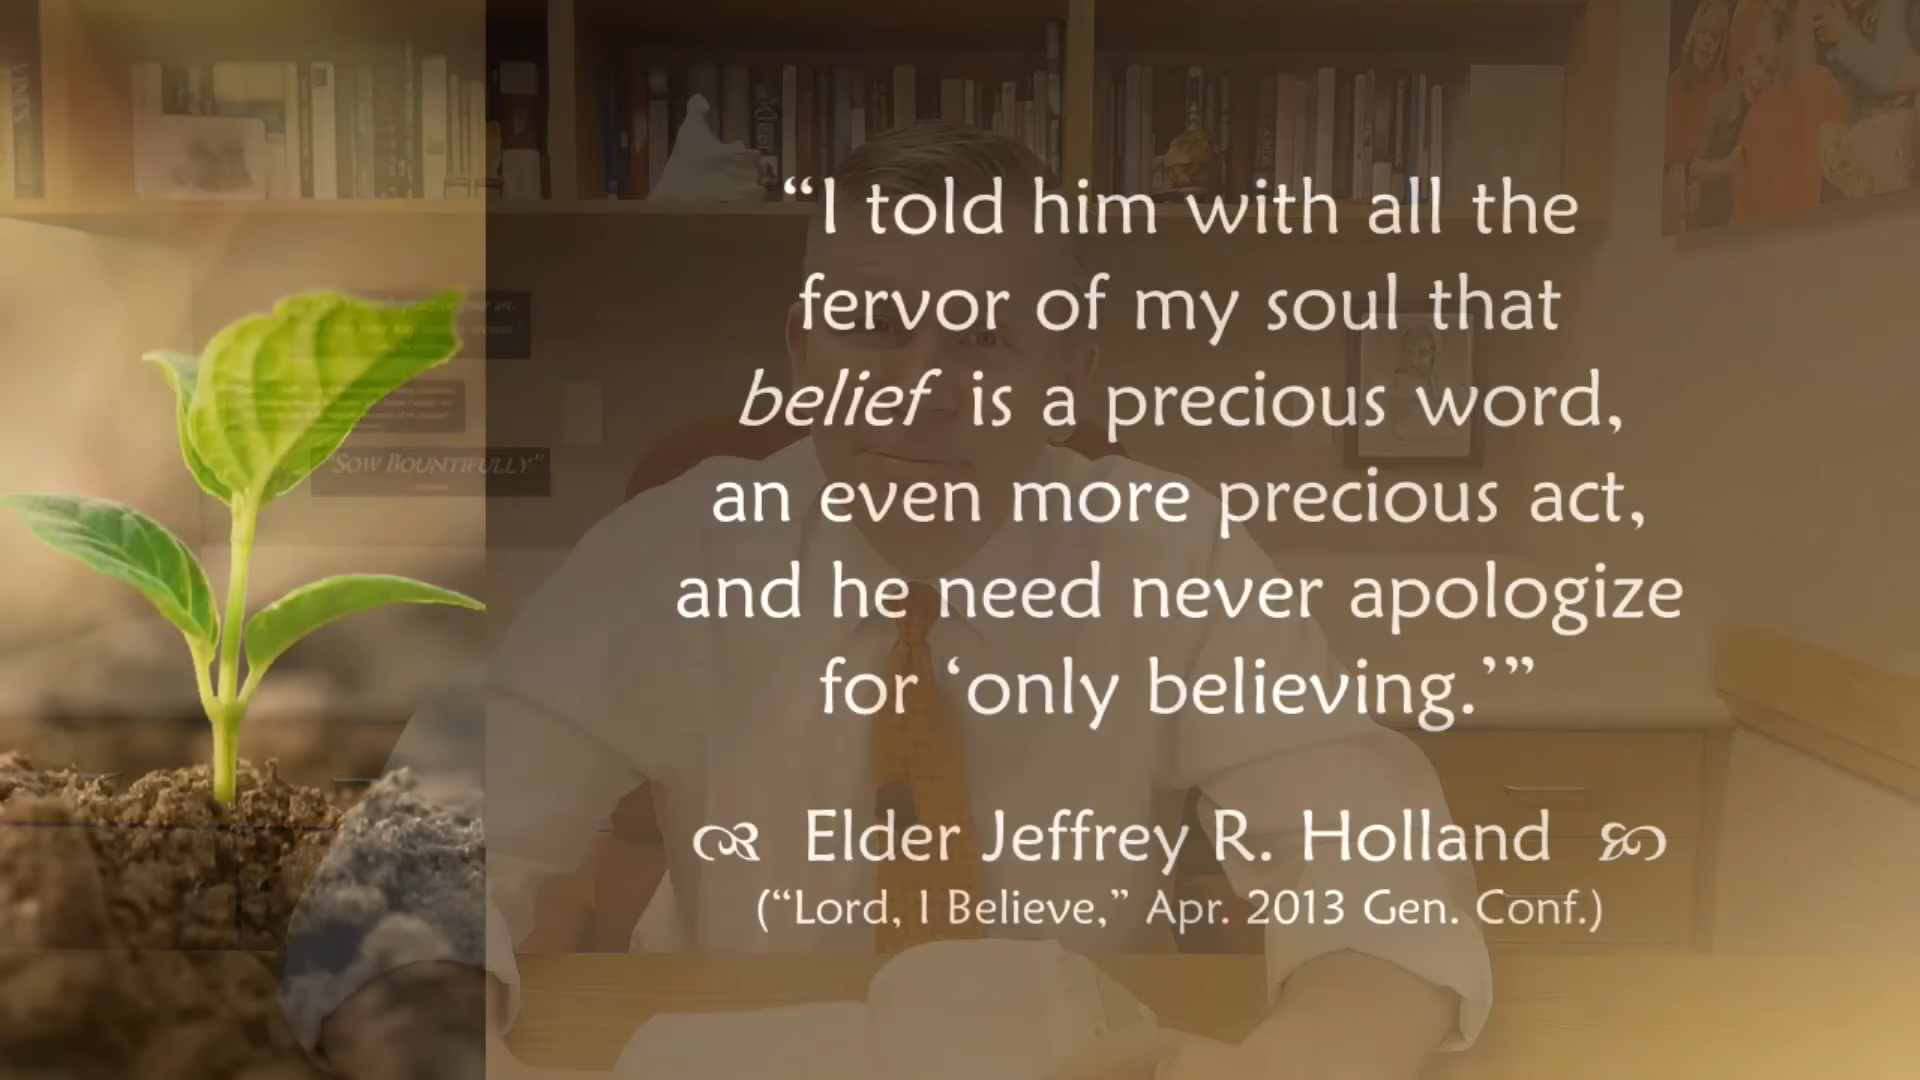 “I told him with all the
fervor of my soul that
belief is a precious word,
an even more precious act,
and he need never apologize
for ‘only believing.’”
Elder Jeffrey R. Holland
(“Lord, I Believe,” Apr. 2013 Gen. Conf.)
"SOW BOUNTIFULLY"